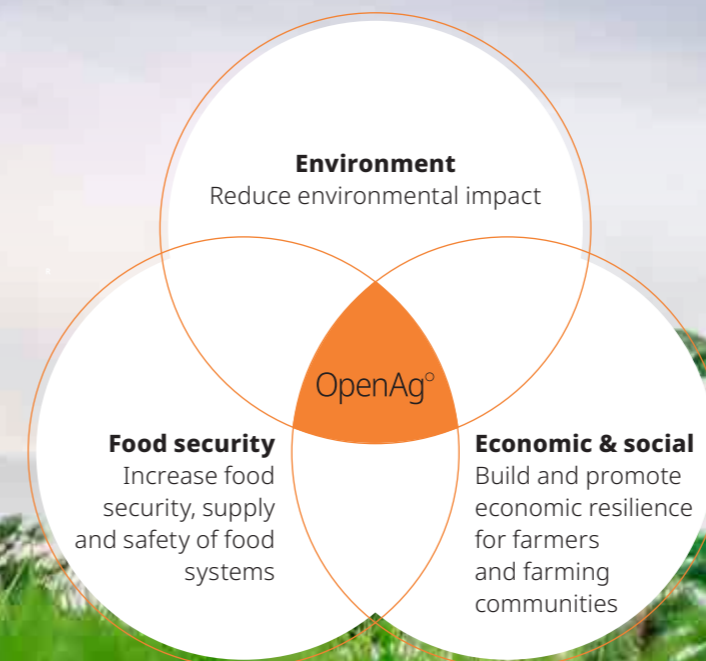 Environment
Reduce environmental impact
OpenAg°
Food security
Increase food
security, supply
and safety of food
systems
Economic & social
Build and promote
economic resilience
for farmers
and farming
communities